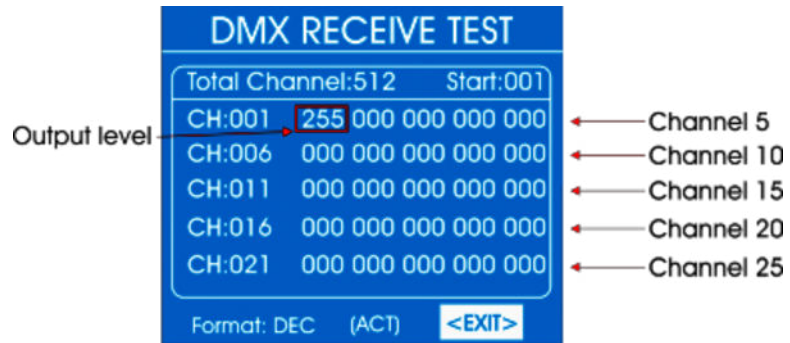 DMX RECEIVE TEST
Total Channel:512 Start:001
Output level
CH:001 255 000 000 000 000 Channel 5
CH:006 000 000 000 000 000 Channel 10
CH:011 000 000 000 000 000 Channel 15
CH:016 000 000 000 000 000 Channel 20
CH:021 000 000 000 000 000 Channel 25
Format: DEC (ACT) <EXIT>